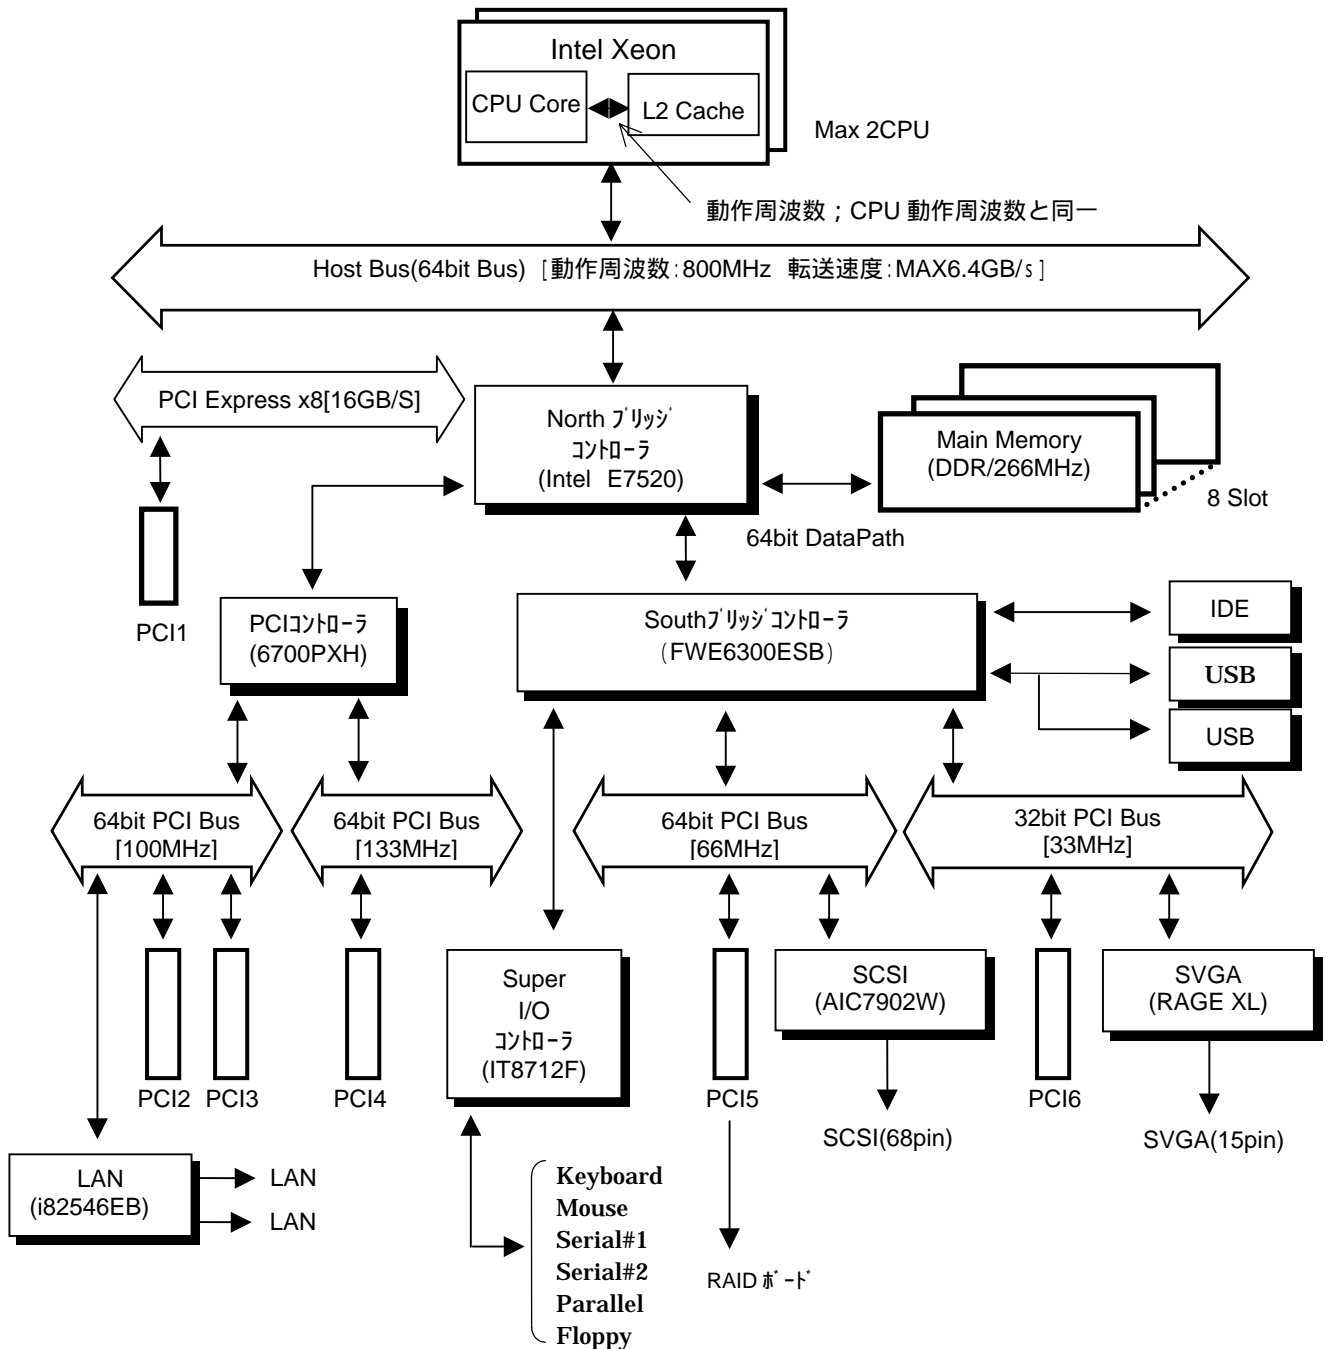 Intel Xeon
CPU Core
L2 Cache
Max 2CPU
動作周波数；CPU 動作周波数と同一
Host Bus(64bit Bus) [動作周波数:800MHz 転送速度:MAX6.4GB/s]
PCI Express x8[16GB/S]
North ﾌﾞﾘｯｼﾞ
ｺﾝﾄﾛｰﾗ
(Intel E7520)
Main Memory
(DDR/266MHz)
8 Slot
64bit DataPath
PCI1
PCIｺﾝﾄﾛｰﾗ
(6700PXH)
Southﾌﾞﾘｯｼﾞｺﾝﾄﾛｰﾗ
(FWE6300ESB)
IDE
USB
USB
64bit PCI Bus
[100MHz]
64bit PCI Bus
[133MHz]
64bit PCI Bus
[66MHz]
32bit PCI Bus
[33MHz]
Super
I/O
ｺﾝﾄﾛｰﾗ
(IT8712F)
SCSI
(AIC7902W)
SVGA
(RAGE XL)
PCI2
PCI3
PCI4
PCI5
PCI6
SCSI(68pin)
SVGA(15pin)
LAN
(i82546EB)
LAN
LAN
Keyboard
Mouse
Serial#1
Serial#2
Parallel
Floppy
RAID ﾎﾞｰﾄﾞ